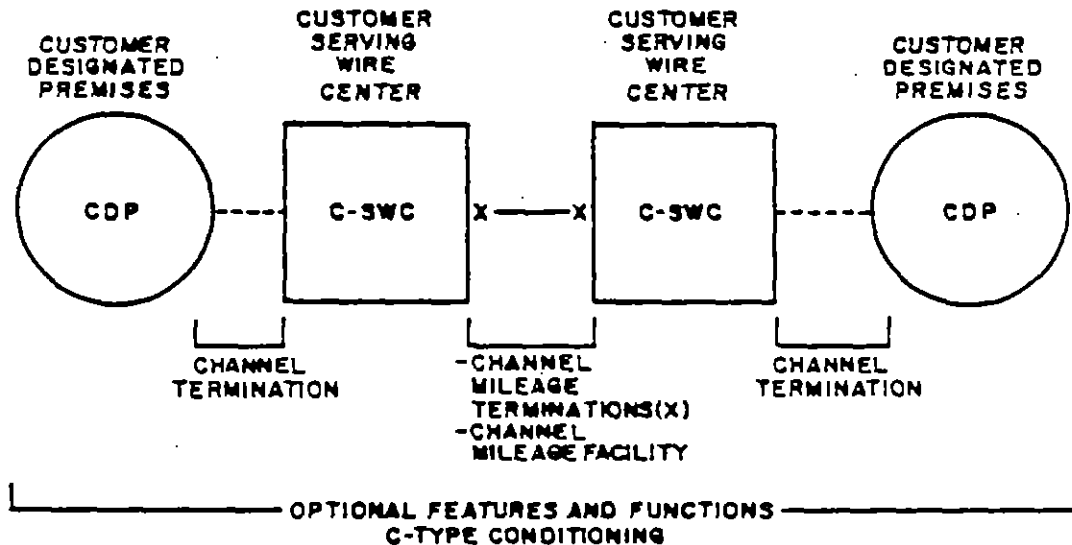 CUSTOMER
DESIGNATED
PREMISES
CUSTOMER
SERVING
WIRE
CENTER
CUSTOMER
SERVING
WIRE
CENTER
CUSTOMER
DESIGNATED
PREMISES
CDP
C-SWC
X
X
C-SWC
CDP
CHANNEL
TERMINATION
-CHANNEL
MILEAGE
TERMINATIONS(X)
-CHANNEL
MILEAGE FACILITY
CHANNEL
TERMINATION
OPTIONAL FEATURES AND FUNCTIONS
C-TYPE CONDITIONING